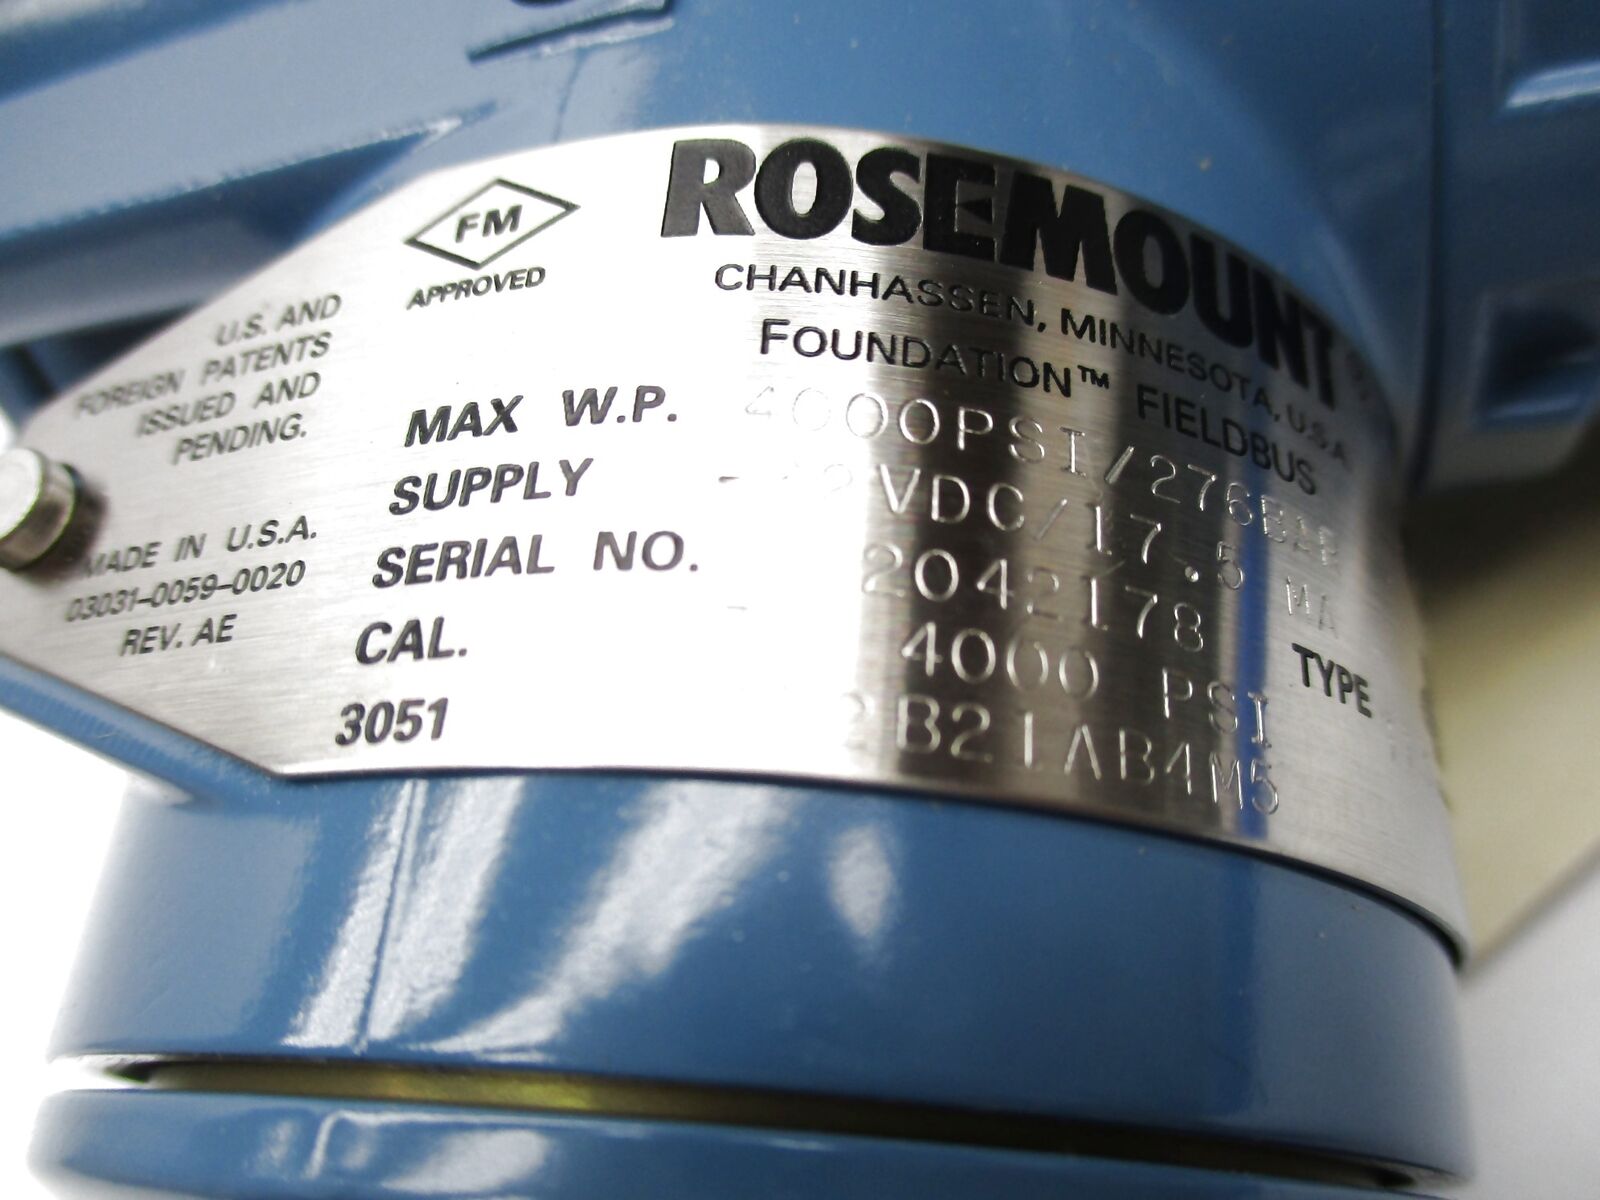 ROSEMOUNT®
CHANHASSEN, MINNESOTA, U.S.A.
FOUNDATION™ FIELDBUS
FM
APPROVED
U.S. AND
FOREIGN PATENTS
ISSUED AND
PENDING.
MADE IN U.S.A.
03031-0059-0020
REV. AE
MAX W.P. 4000PSI/276BAR
SUPPLY VDC/17.5 MA
SERIAL NO. 2042178
CAL. 4000 PSI TYPE
3051